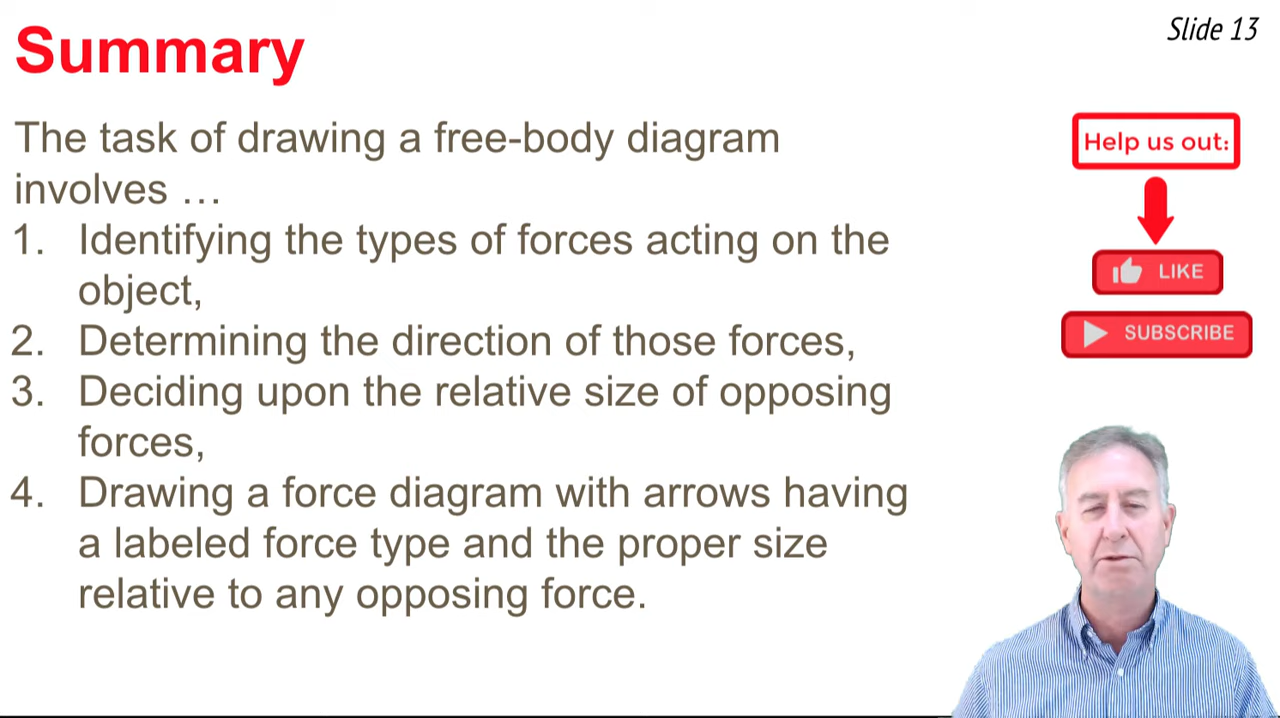 Slide 13
Summary
The task of drawing a free-body diagram
involves …
1. Identifying the types of forces acting on the
object,
2. Determining the direction of those forces,
3. Deciding upon the relative size of opposing
forces,
4. Drawing a force diagram with arrows having
a labeled force type and the proper size
relative to any opposing force.
Help us out:
LIKE
SUBSCRIBE